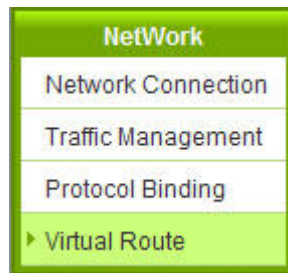 NetWork
Network Connection
Traffic Management
Protocol Binding
Virtual Route